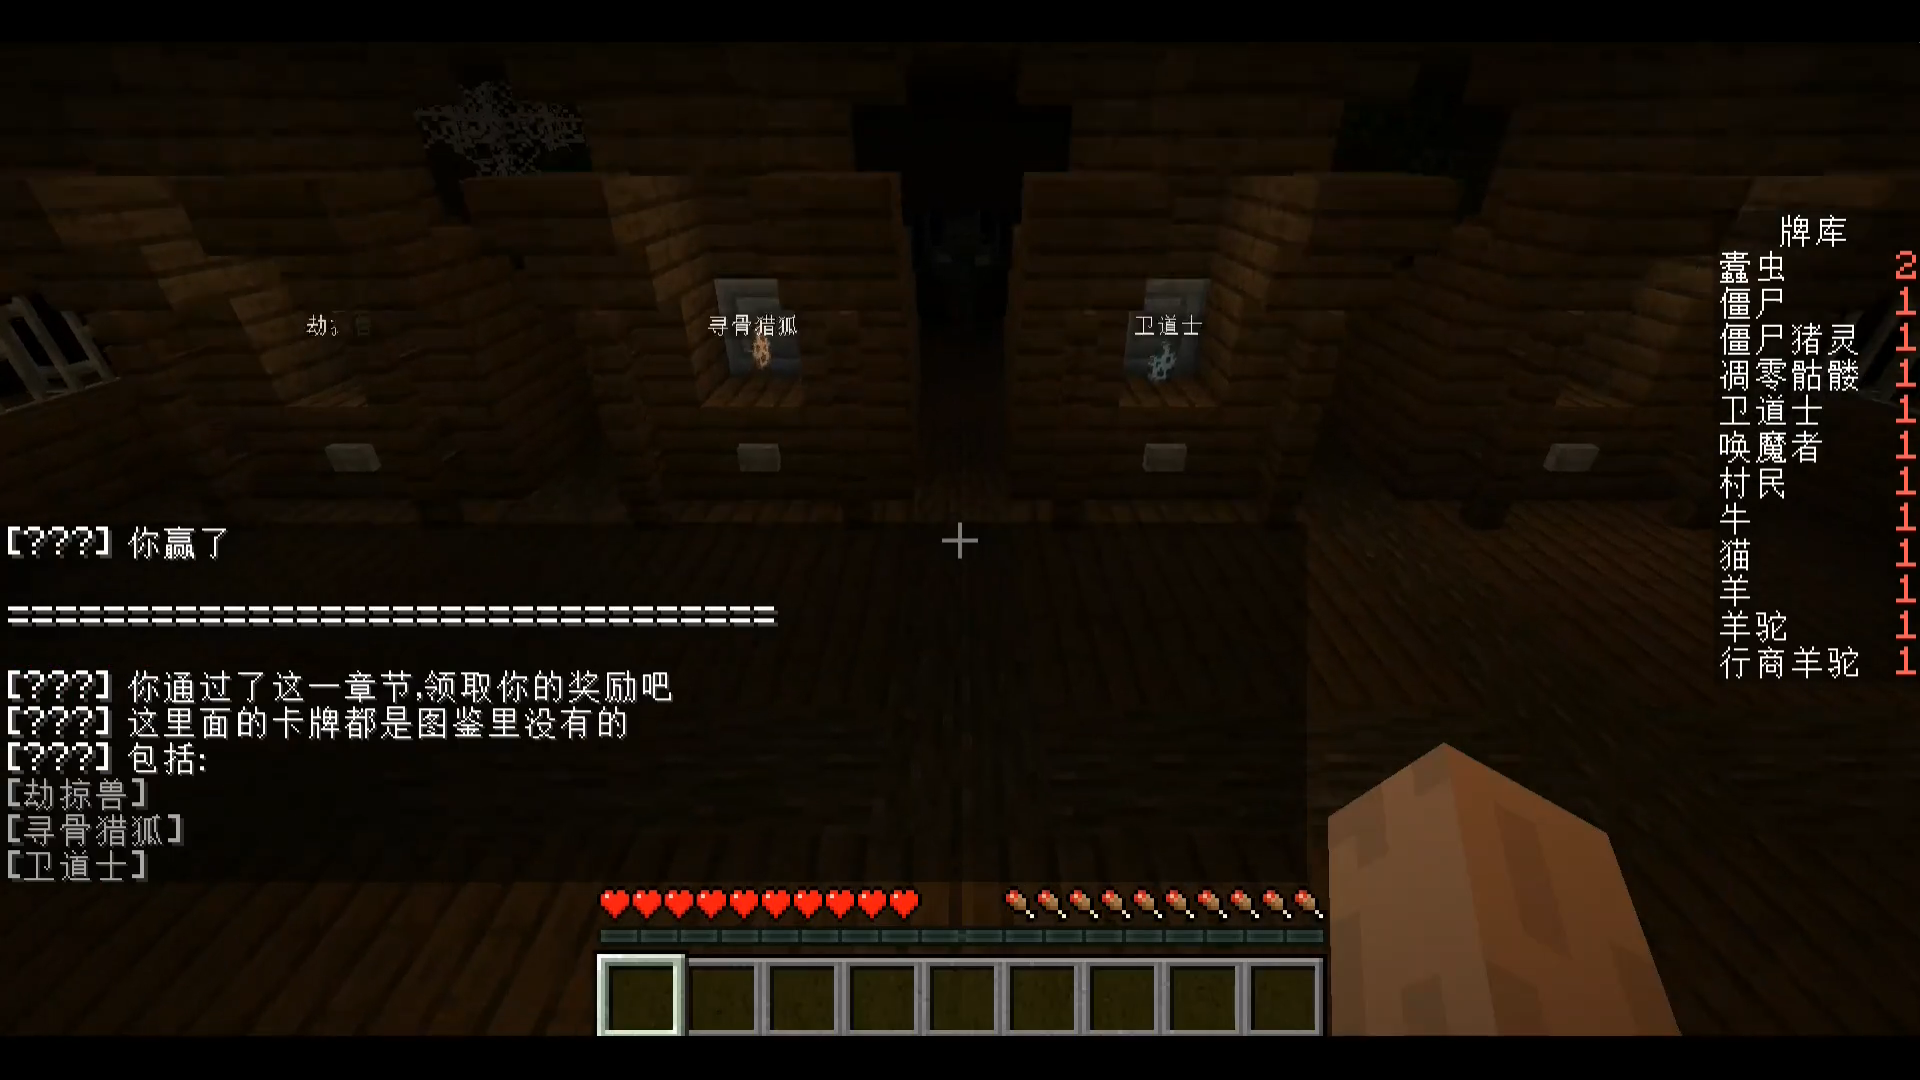 劫
寻骨猎狐
卫道士
牌库
蠹虫 2
僵尸 1
僵尸猪灵 1
凋零骷髅 1
卫道士 1
唤魔者 1
村民 1
牛 1
猫 1
羊 1
羊驼 1
行商羊驼 1
[???] 你赢了
================================
[???] 你通过了这一章节,领取你的奖励吧
[???] 这里面的卡牌都是图鉴里没有的
[???] 包括:
[劫掠兽]
[寻骨猎狐]
[卫道士]